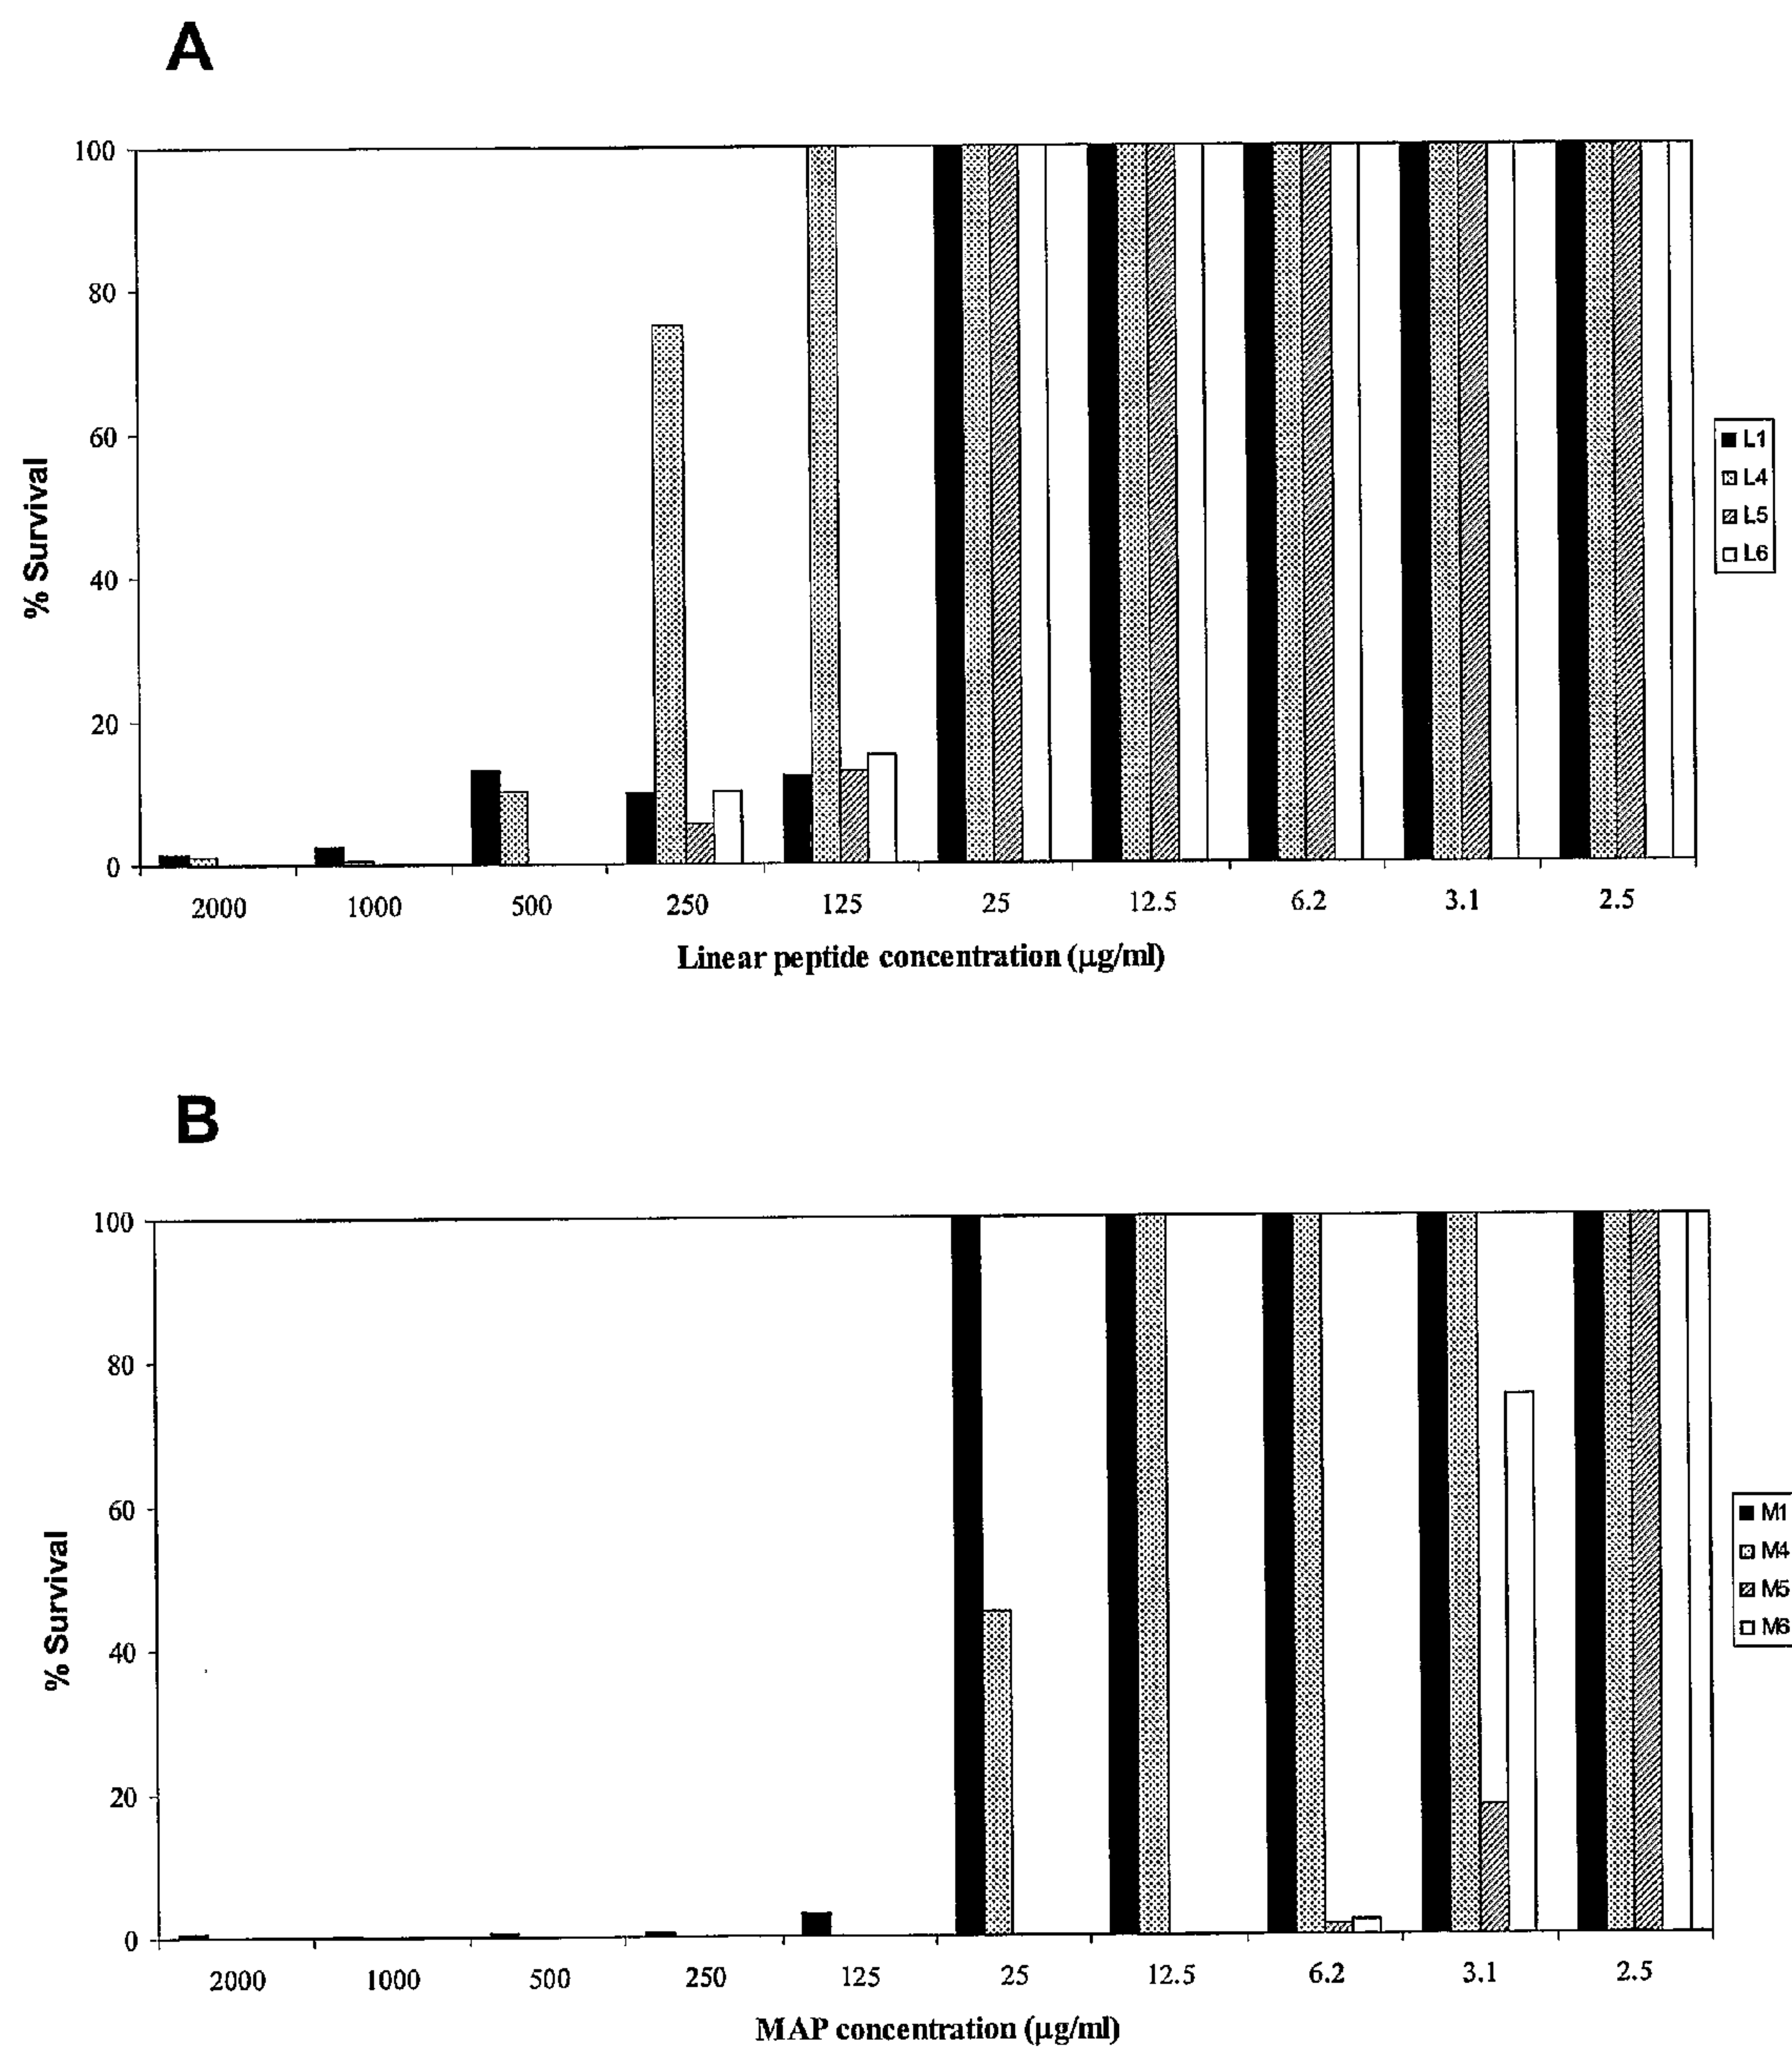 A
100
80
60
40
20
0
% Survival
2000 1000 500 250 125 25 12.5 6.2 3.1 2.5
Linear peptide concentration (μg/ml)
L1
L4
L5
L6
B
100
80
60
40
20
0
% Survival
2000 1000 500 250 125 25 12.5 6.2 3.1 2.5
MAP concentration (μg/ml)
M1
M4
M5
M6